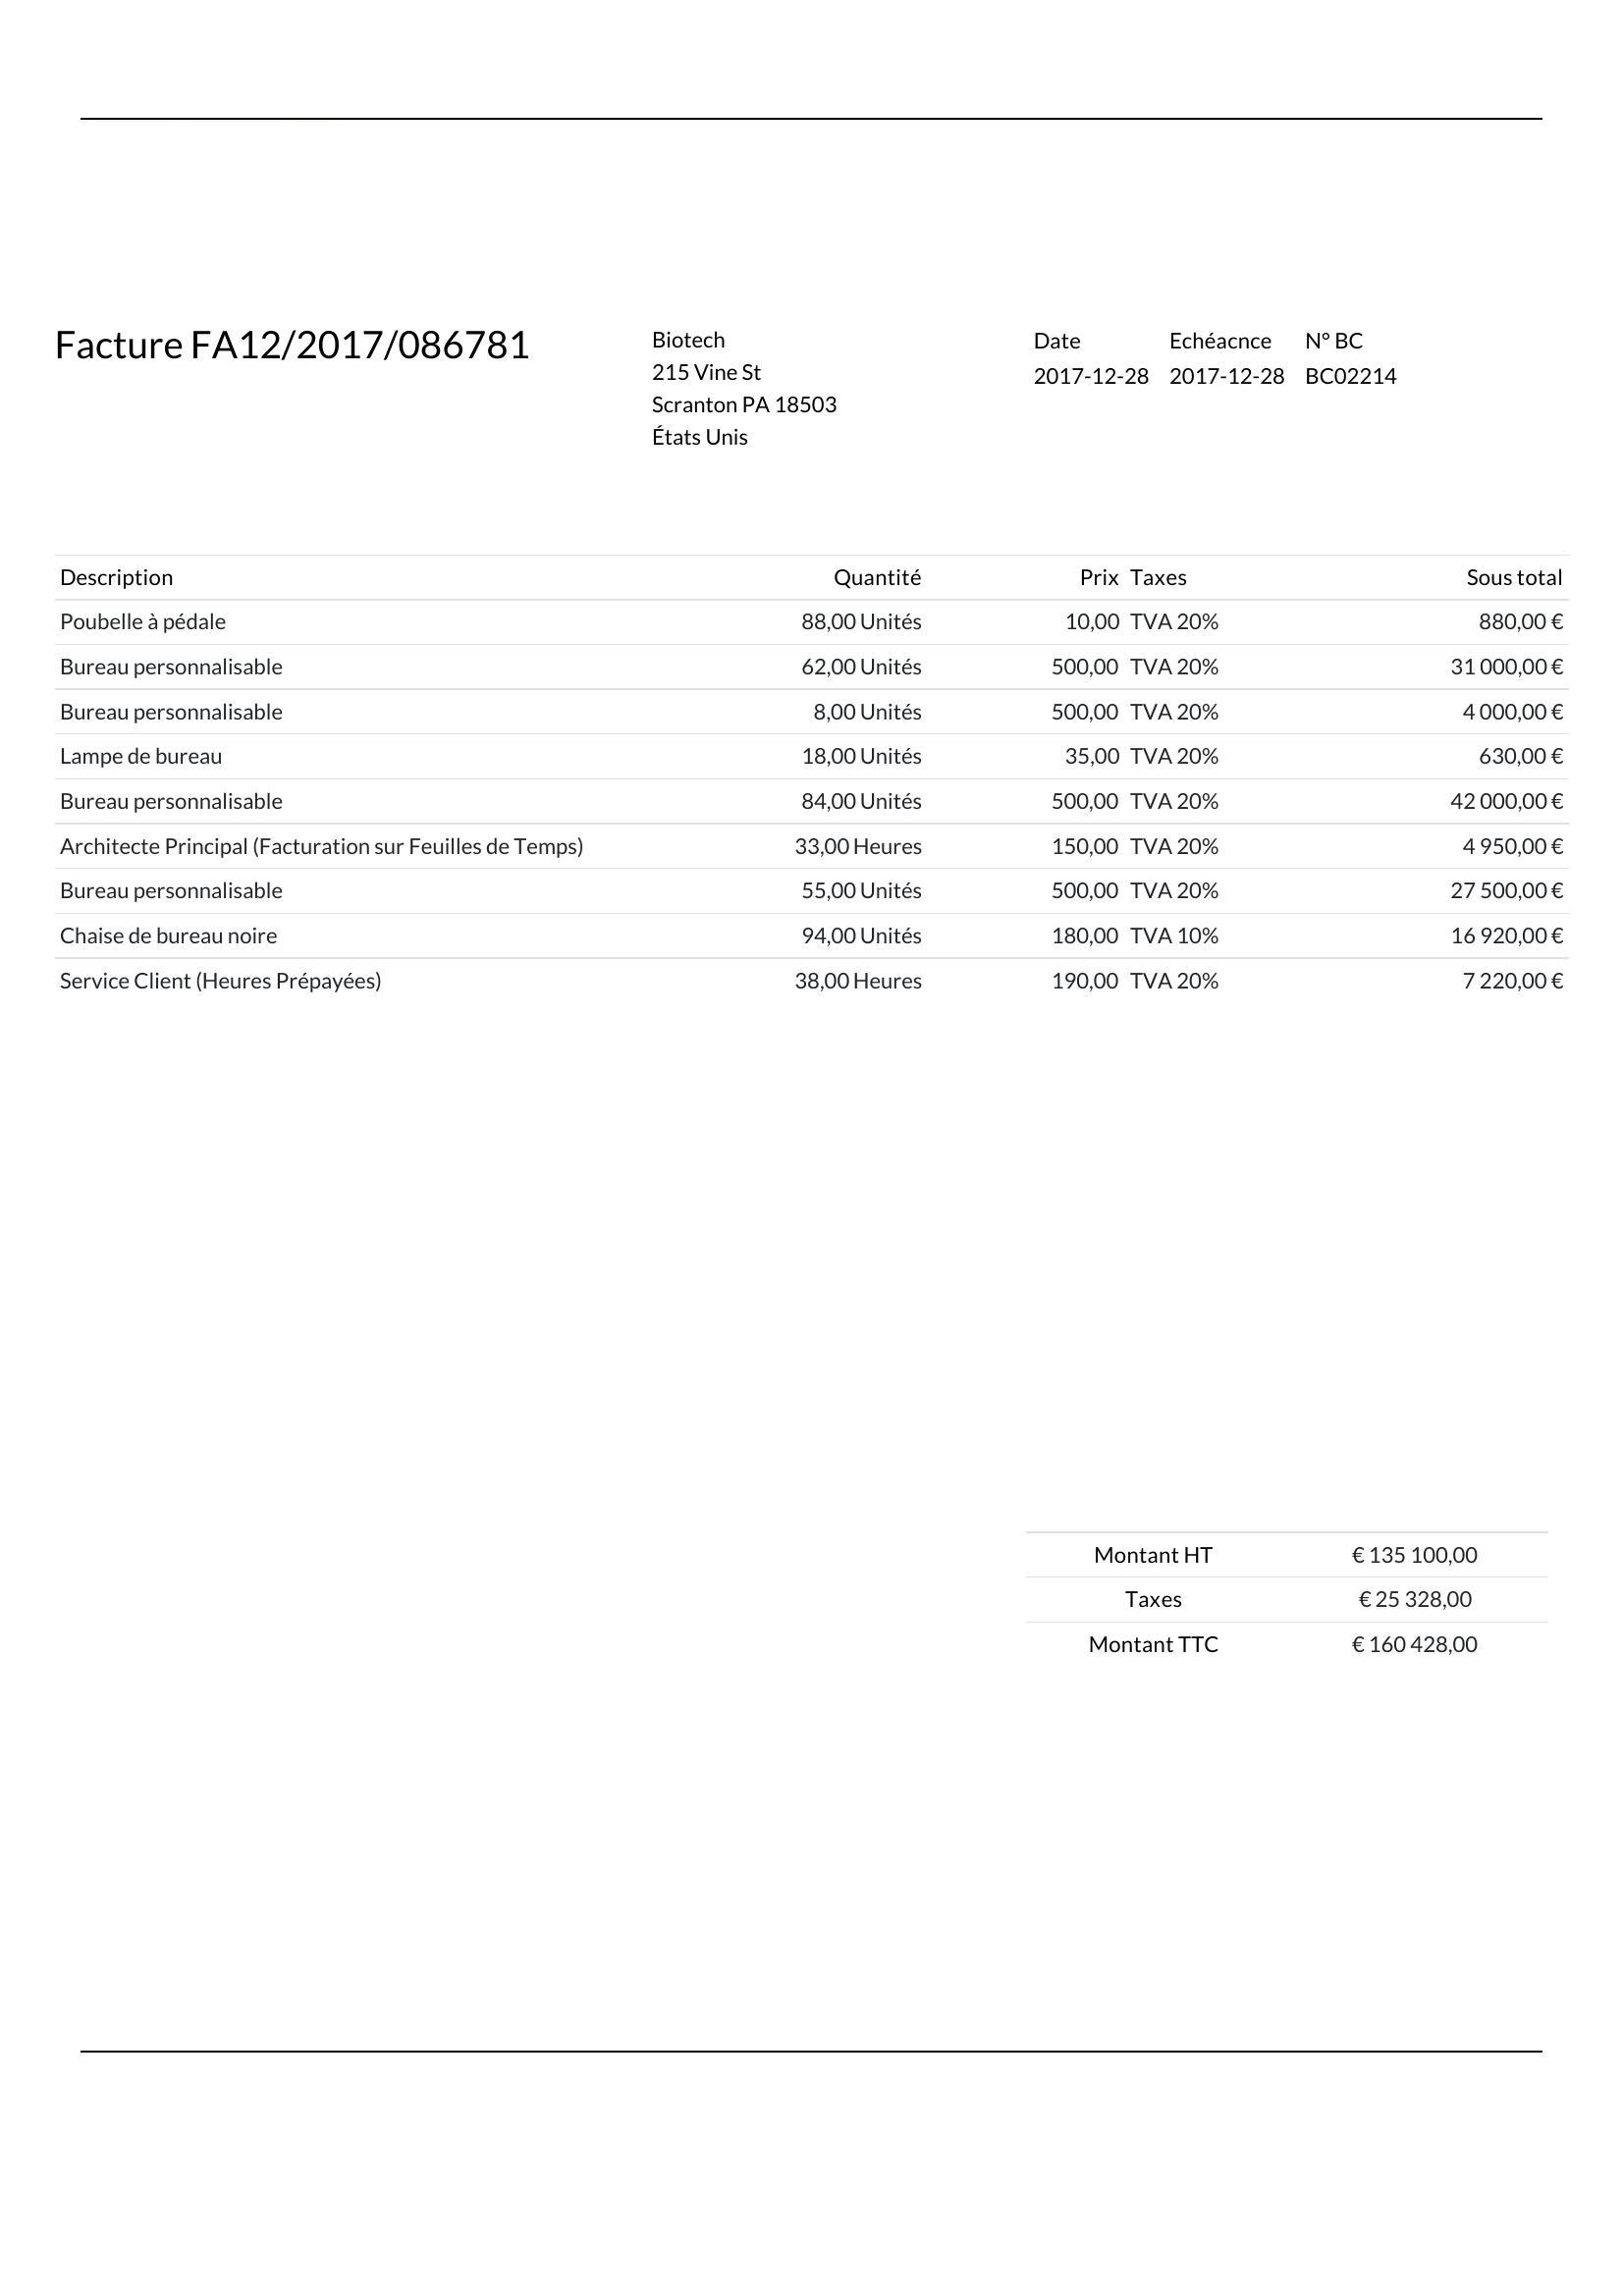 Facture FA12/2017/086781
Biotech
215 Vine St
Scranton PA 18503
États Unis
Date Echéacnce N° BC
2017-12-28 2017-12-28 BC02214
Description Quantité Prix Taxes Sous total
Poubelle à pédale 88,00 Unités 10,00 TVA 20% 880,00 €
Bureau personnalisable 62,00 Unités 500,00 TVA 20% 31 000,00 €
Bureau personnalisable 8,00 Unités 500,00 TVA 20% 4 000,00 €
Lampe de bureau 18,00 Unités 35,00 TVA 20% 630,00 €
Bureau personnalisable 84,00 Unités 500,00 TVA 20% 42 000,00 €
Architecte Principal (Facturation sur Feuilles de Temps) 33,00 Heures 150,00 TVA 20% 4 950,00 €
Bureau personnalisable 55,00 Unités 500,00 TVA 20% 27 500,00 €
Chaise de bureau noire 94,00 Unités 180,00 TVA 10% 16 920,00 €
Service Client (Heures Prépayées) 38,00 Heures 190,00 TVA 20% 7 220,00 €
Montant HT € 135 100,00
Taxes € 25 328,00
Montant TTC € 160 428,00